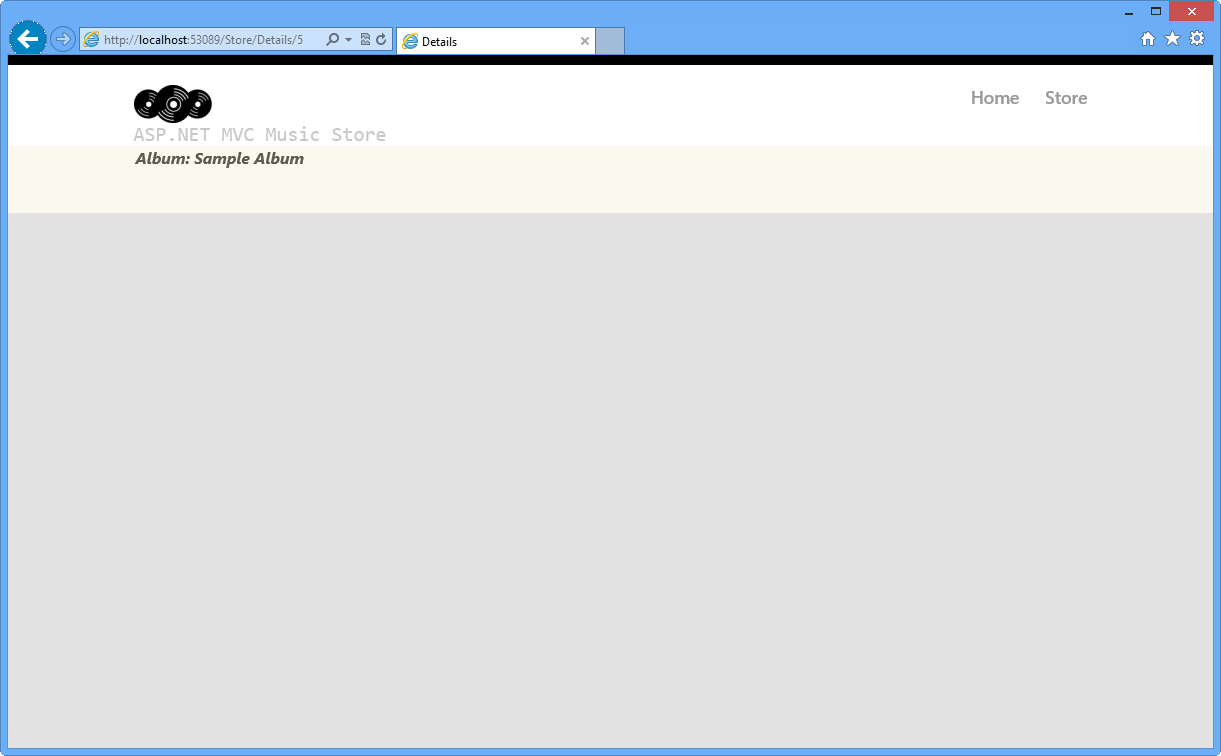 http://localhost:53089/Store/Details/5
Details
Home Store
ASP.NET MVC Music Store
Album: Sample Album